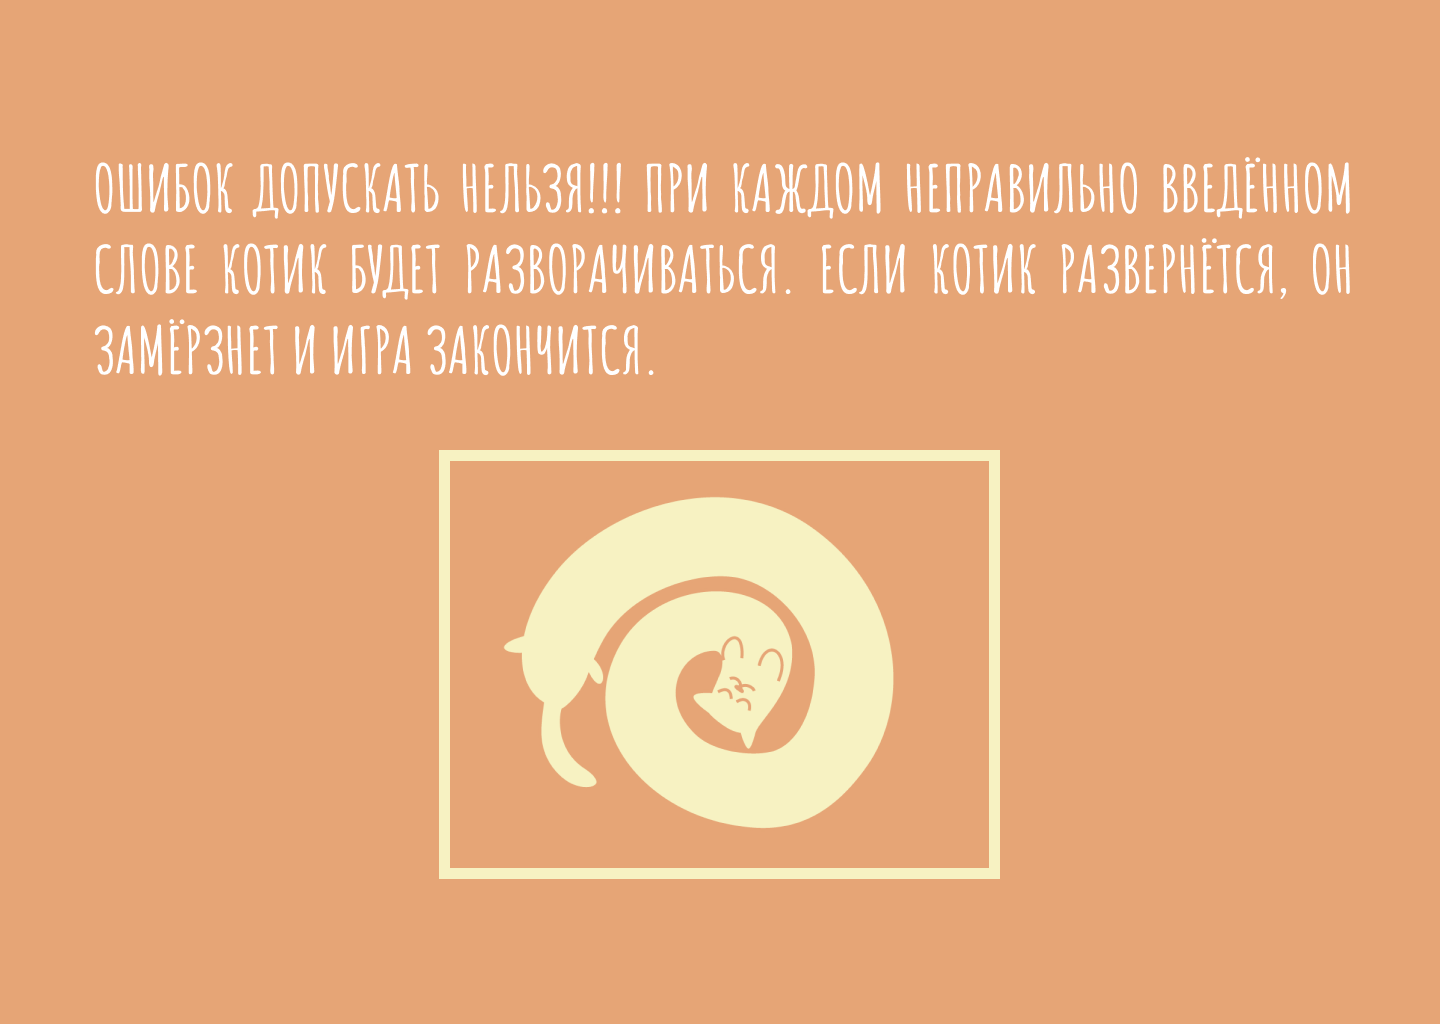 ОШИБОК ДОПУСКАТЬ НЕЛЬЗЯ!!! ПРИ КАЖДОМ НЕПРАВИЛЬНО ВВЕДЁННОМ
СЛОВЕ КОТИК БУДЕТ РАЗВОРАЧИВАТЬСЯ. ЕСЛИ КОТИК РАЗВЕРНЁТСЯ, ОН
ЗАМЁРЗНЕТ И ИГРА ЗАКОНЧИТСЯ.